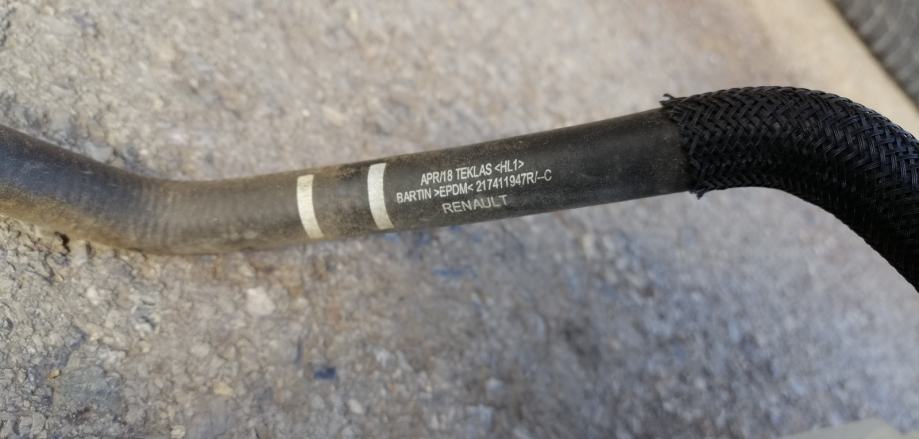 APR/18 TEKLAS <HL1>
BARTIN >EPDM< 217411947R/--C
RENAULT